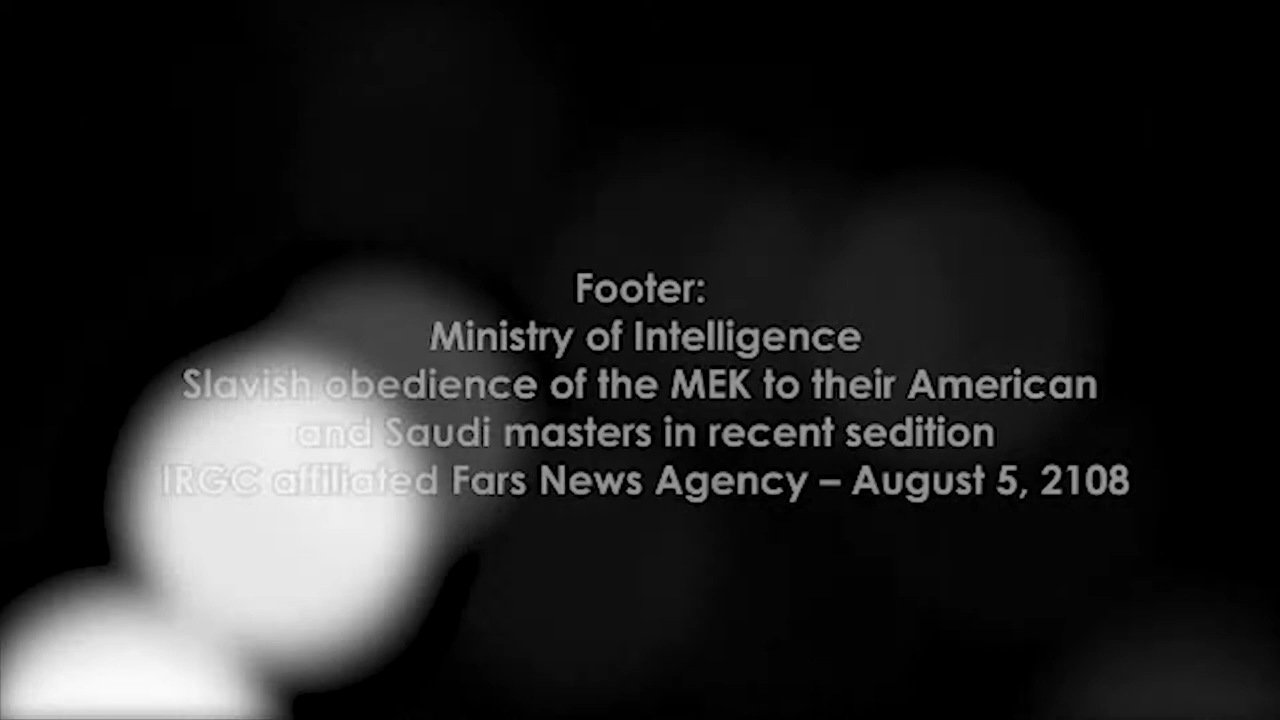 Footer:
Ministry of Intelligence
Slavish obedience of the MEK to their American
and Saudi masters in recent sedition
IRGC affiliated Fars News Agency – August 5, 2108